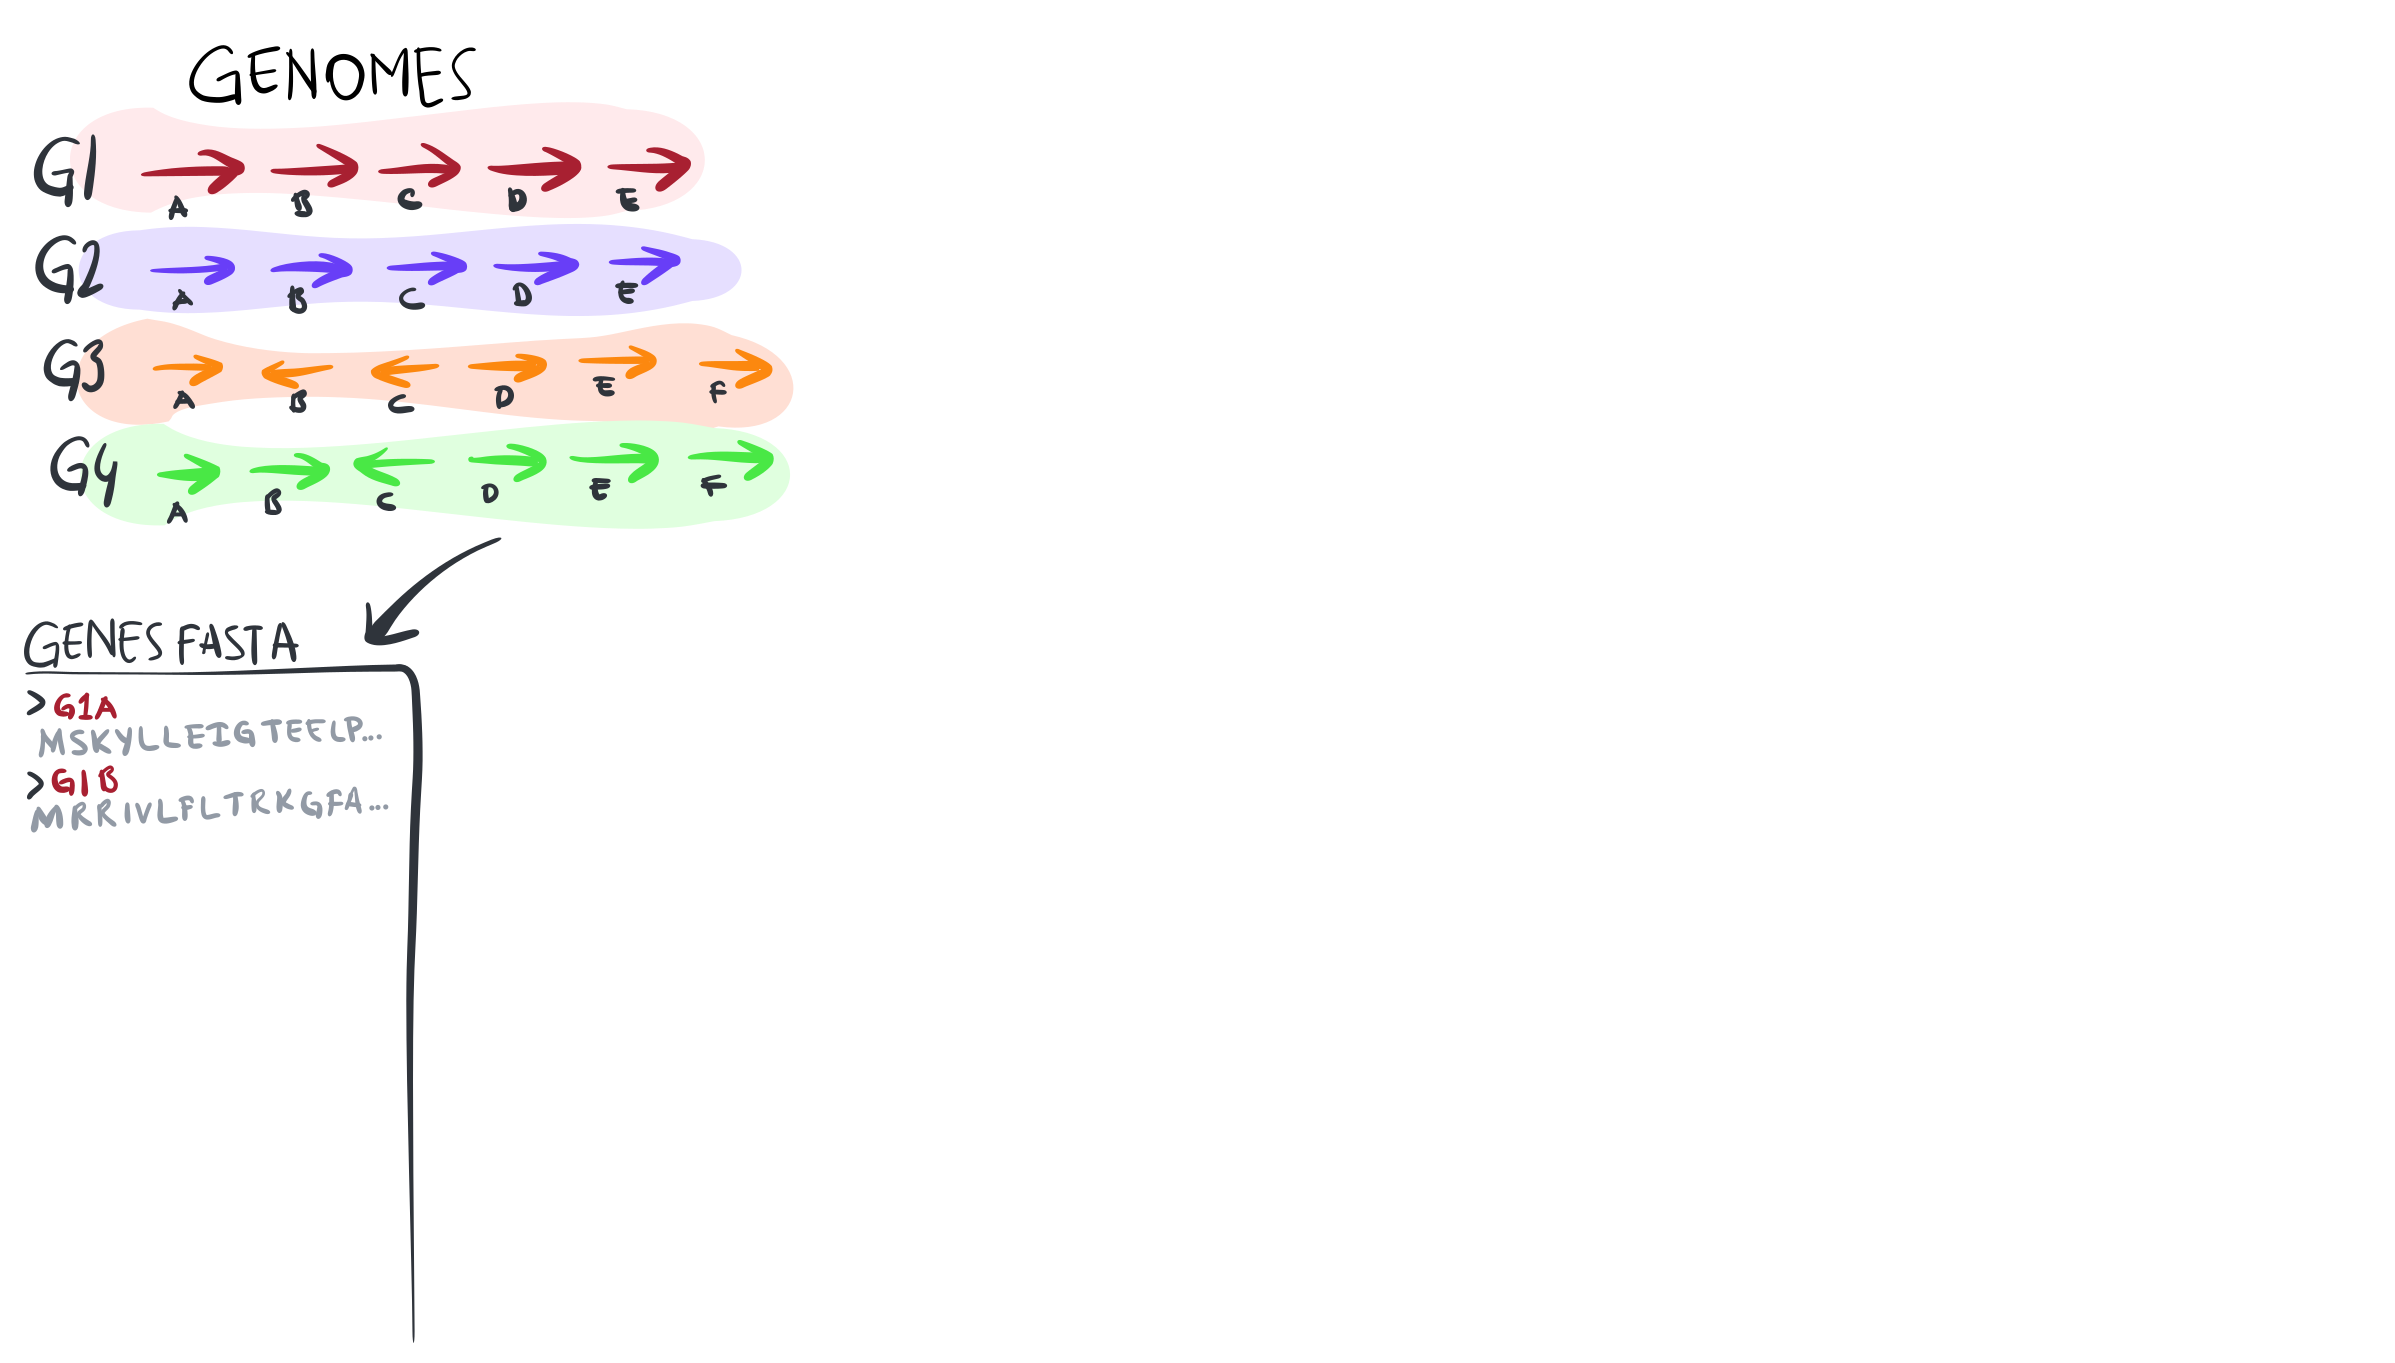 GENOMES
G1
A B C D E
G2
A B C D E
G3
A B C D E F
G4
A B C D E F
GENES FASTA
>G1A
MSKYLLEIGTEELP...
>G1B
MRRIVLFLTRKGFA...